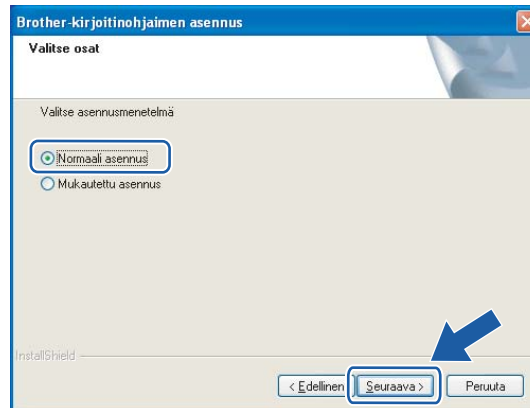 Brother-kirjoitinohjaimen asennus
Valitse osat
Valitse asennusmenetelmä
Normaali asennus
Mukautettu asennus
InstallShield
< Edellinen Seuraava > Peruuta